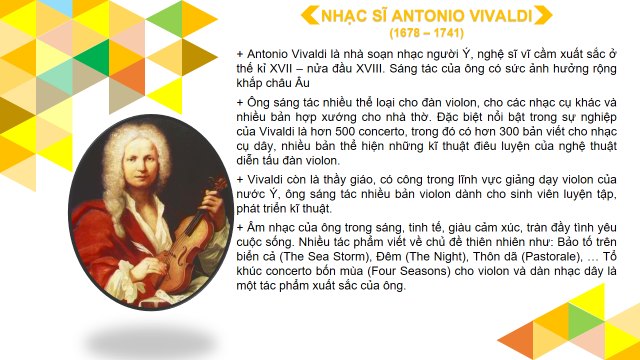 NHẠC SĨ ANTONIO VIVALDI
(1678 – 1741)
+ Antonio Vivaldi là nhà soạn nhạc người Ý, nghệ sĩ vĩ cầm xuất sắc ở
thế kỉ XVII – nửa đầu XVIII. Sáng tác của ông có sức ảnh hưởng rộng
khắp châu Âu
+ Ông sáng tác nhiều thể loại cho đàn violon, cho các nhạc cụ khác và
nhiều bản hợp xướng cho nhà thờ. Đặc biệt nổi bật trong sự nghiệp
của Vivaldi là hơn 500 concerto, trong đó có hơn 300 bản viết cho nhạc
cụ dây, nhiều bản thể hiện những kĩ thuật điêu luyện của nghệ thuật
diễn tấu đàn violon.
+ Vivaldi còn là thầy giáo, có công trong lĩnh vực giảng dạy violon của
nước Ý, ông sáng tác nhiều bản violon dành cho sinh viên luyện tập,
phát triển kĩ thuật.
+ Âm nhạc của ông trong sáng, tinh tế, giàu cảm xúc, tràn đầy tình yêu
cuộc sống. Nhiều tác phẩm viết về chủ đề thiên nhiên như: Bảo tố trên
biển cả (The Sea Storm), Đêm (The Night), Thôn dã (Pastorale), … Tổ
khúc concerto bốn mùa (Four Seasons) cho violon và dàn nhạc dây là
một tác phẩm xuất sắc của ông.